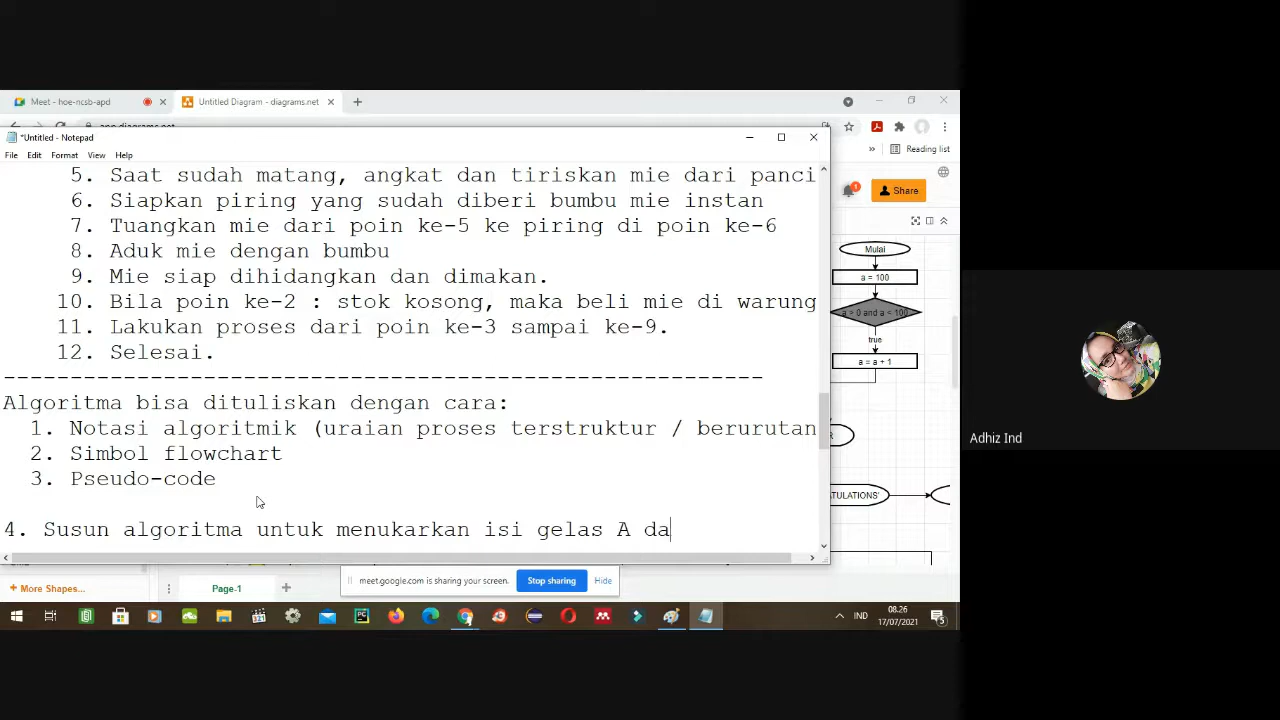 Meet - hoe-ncsb-apd
Untitled Diagram - diagrams.net
*Untitled - Notepad
File Edit Format View Help
Reading list
Share
5. Saat sudah matang, angkat dan tiriskan mie dari panci
6. Siapkan piring yang sudah diberi bumbu mie instan
7. Tuangkan mie dari poin ke-5 ke piring di poin ke-6
8. Aduk mie dengan bumbu
9. Mie siap dihidangkan dan dimakan.
10. Bila poin ke-2 : stok kosong, maka beli mie di warung
11. Lakukan proses dari poin ke-3 sampai ke-9.
12. Selesai.
---------------------------------------------------------
Algoritma bisa dituliskan dengan cara:
1. Notasi algoritmik (uraian proses terstruktur / berurutan
2. Simbol flowchart
3. Pseudo-code
4. Susun algoritma untuk menukarkan isi gelas A da
Mulai
a = 100
a > 0 and a < 100
true
a = a + 1
Adhiz Ind
+ More Shapes...
Page-1
meet.google.com is sharing your screen.
Stop sharing
Hide
IND
08.26
17/07/2021